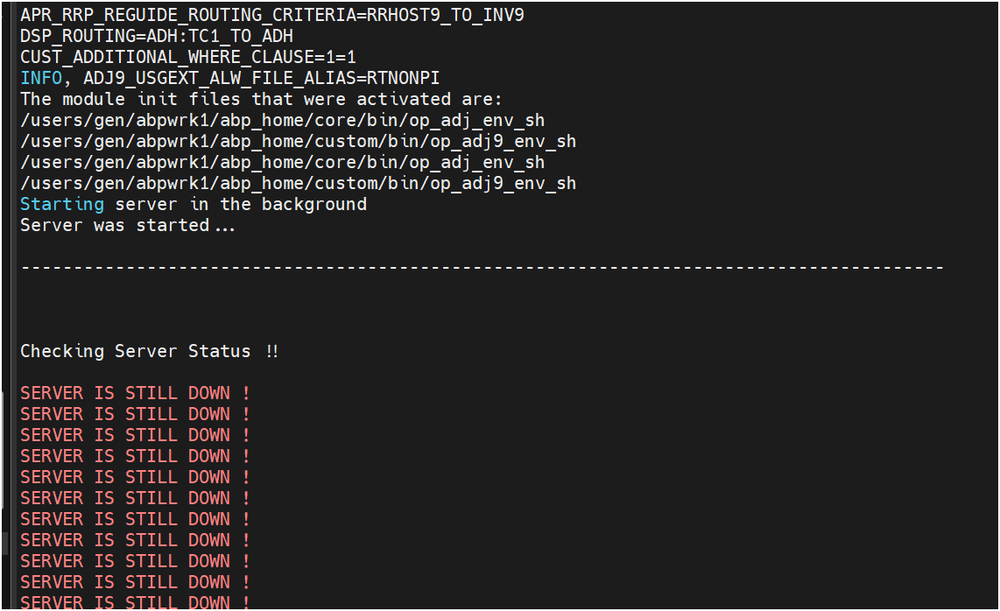 APR_RRP_REGUIDE_ROUTING_CRITERIA=RRHOST9_TO_INV9
DSP_ROUTING=ADH:TC1_TO_ADH
CUST_ADDITIONAL_WHERE_CLAUSE=1=1
INFO, ADJ9_USGEXT_ALW_FILE_ALIAS=RTNONPI
The module init files that were activated are:
/users/gen/abpwrk1/abp_home/core/bin/op_adj_env_sh
/users/gen/abpwrk1/abp_home/custom/bin/op_adj9_env_sh
/users/gen/abpwrk1/abp_home/core/bin/op_adj_env_sh
/users/gen/abpwrk1/abp_home/custom/bin/op_adj9_env_sh
Starting server in the background
Server was started...
----------------------------------------------------------------------------------------
Checking Server Status !!
SERVER IS STILL DOWN !
SERVER IS STILL DOWN !
SERVER IS STILL DOWN !
SERVER IS STILL DOWN !
SERVER IS STILL DOWN !
SERVER IS STILL DOWN !
SERVER IS STILL DOWN !
SERVER IS STILL DOWN !
SERVER IS STILL DOWN !
SERVER IS STILL DOWN !
SERVER IS STILL DOWN !